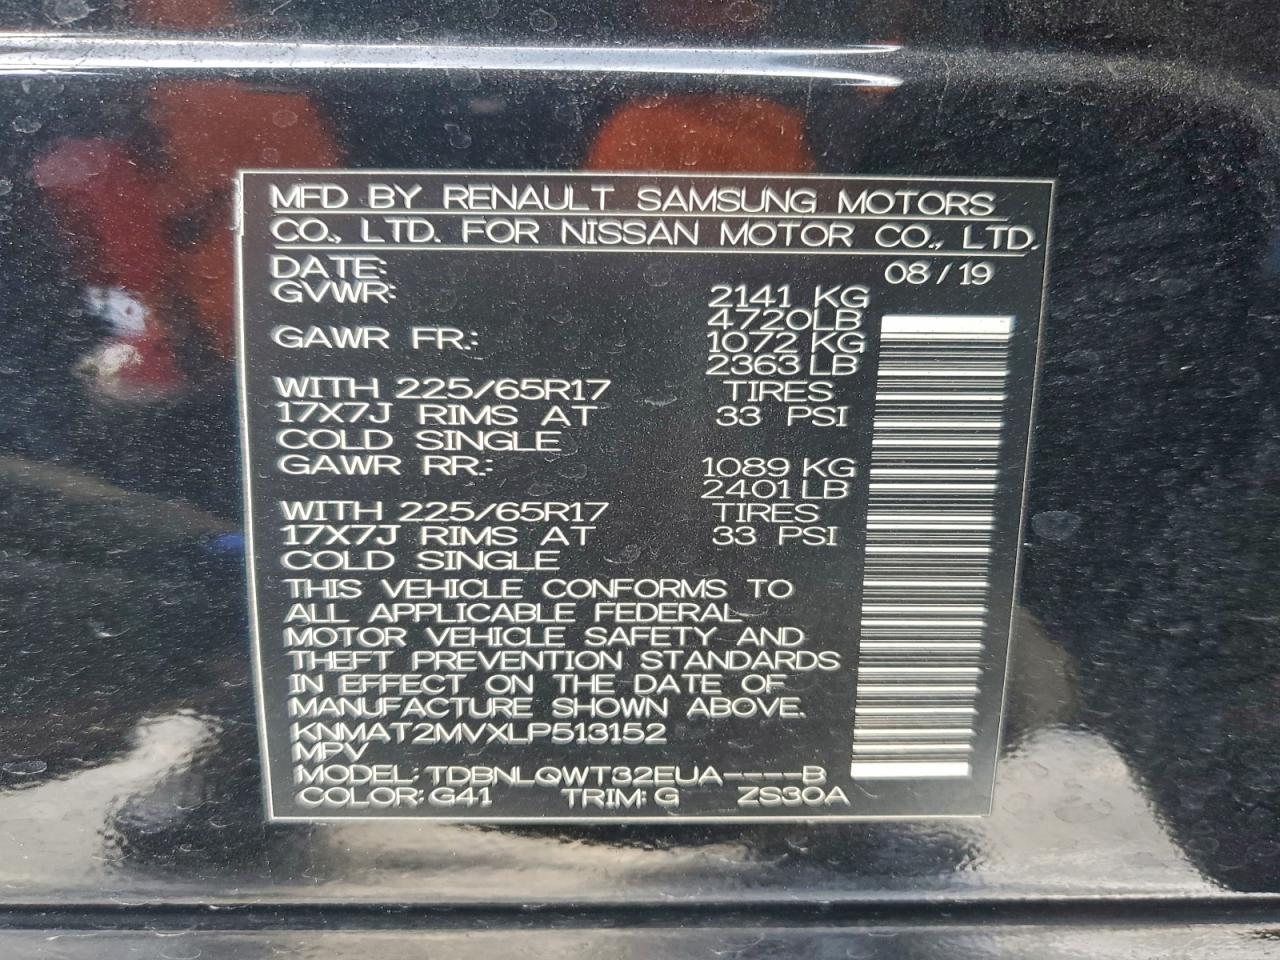 MFD BY RENAULT SAMSUNG MOTORS
CO., LTD. FOR NISSAN MOTOR CO., LTD.
DATE: 08 / 19
GVWR: 2141 KG
4720LB
GAWR FR.: 1072 KG
2363 LB
WITH 225/65R17 TIRES
17X7J RIMS AT 33 PSI
COLD SINGLE
GAWR RR.: 1089 KG
2401 LB
WITH 225/65R17 TIRES
17X7J RIMS AT 33 PSI
COLD SINGLE
THIS VEHICLE CONFORMS TO
ALL APPLICABLE FEDERAL
MOTOR VEHICLE SAFETY AND
THEFT PREVENTION STANDARDS
IN EFFECT ON THE DATE OF
MANUFACTURE SHOWN ABOVE.
KNMAT2MVXLP513152
MPV
MODEL: TDBNLQWT32EUA-----B
COLOR: G41 TRIM: G ZS30A